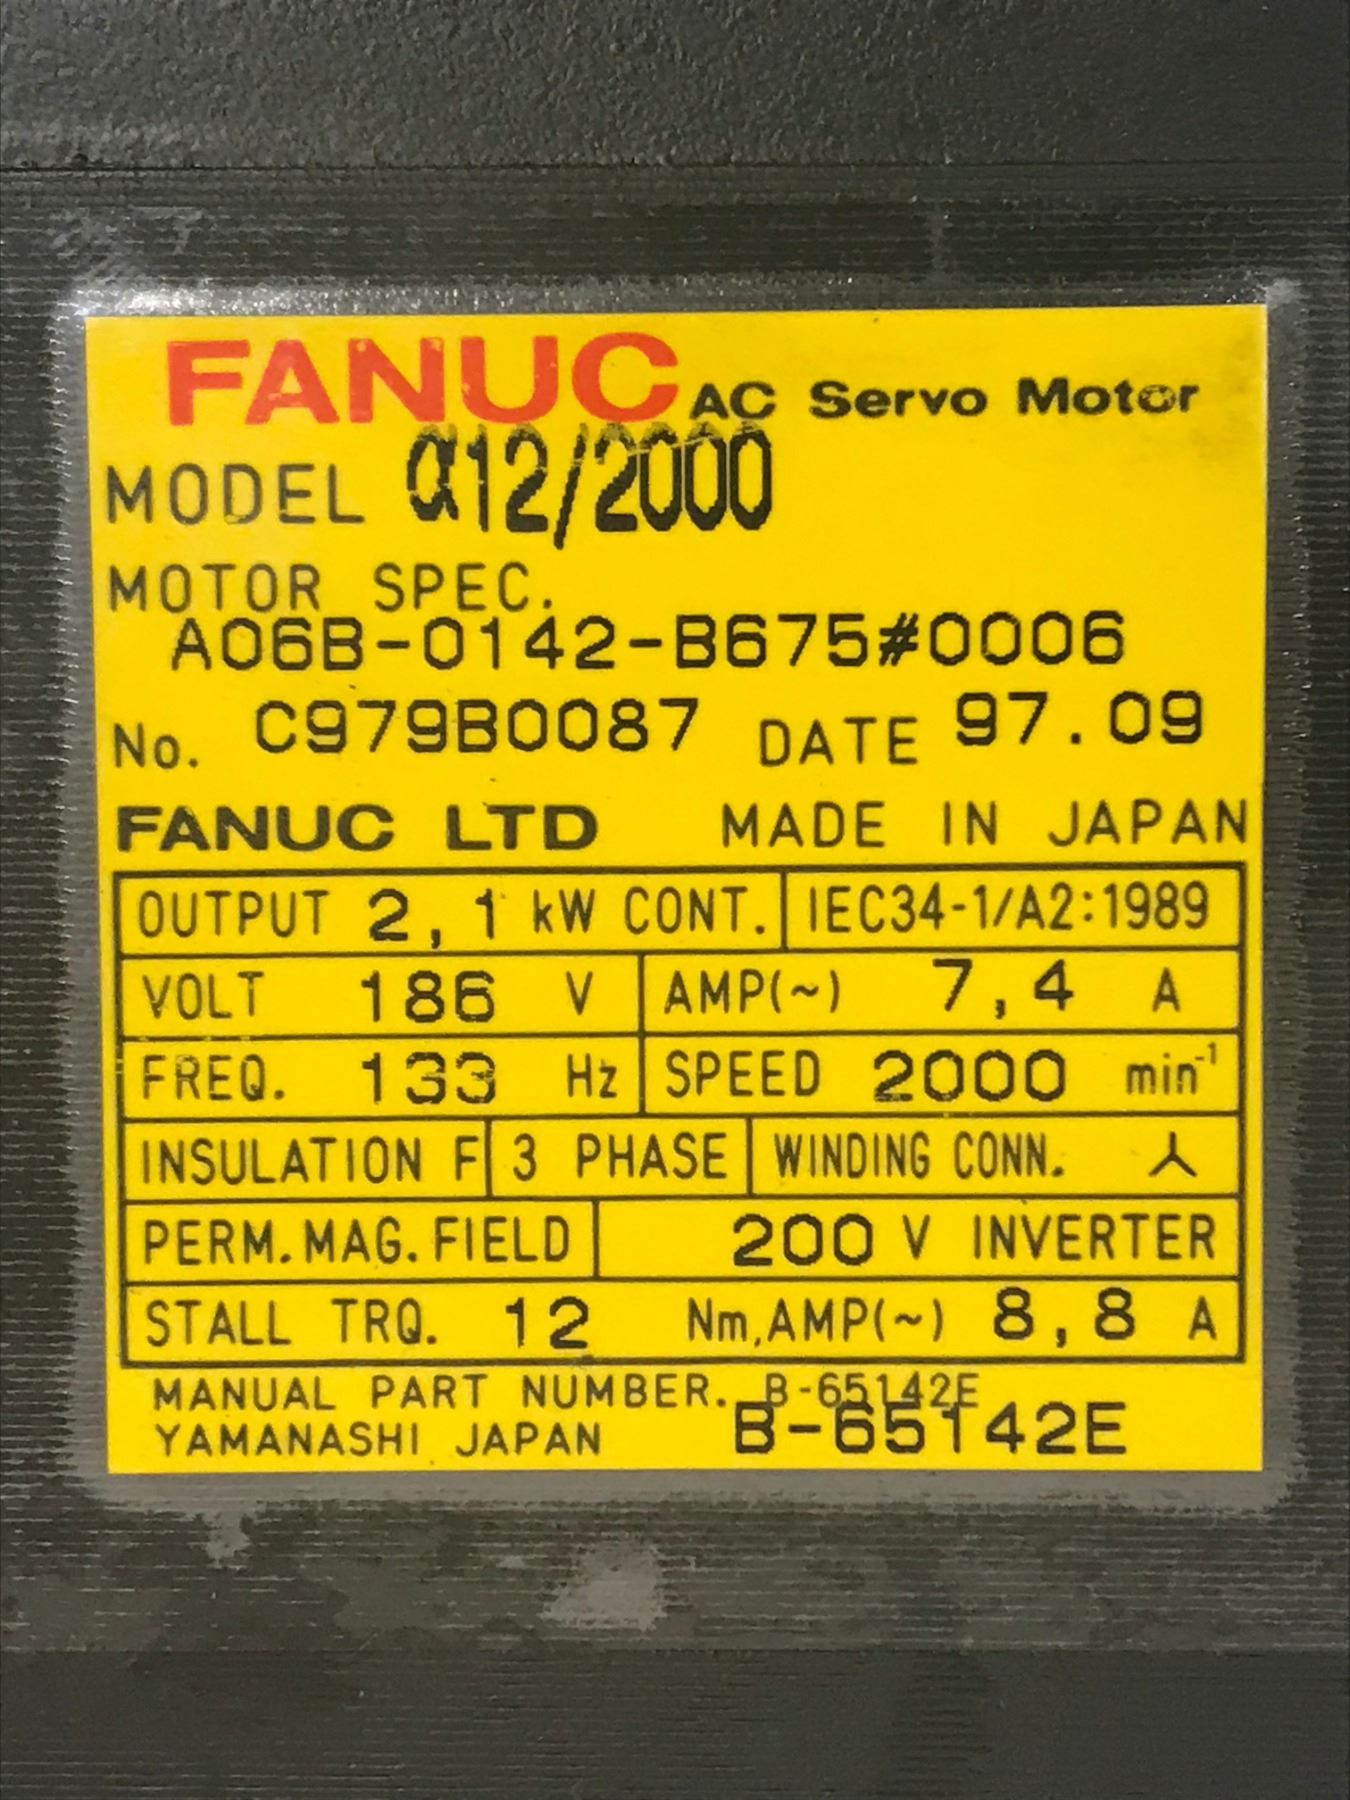 FANUC AC Servo Motor
MODEL α12/2000
MOTOR SPEC.
A06B-0142-B675#0006
No. C979B0087 DATE 97.09
FANUC LTD MADE IN JAPAN
OUTPUT 2,1 kW CONT. IEC34-1/A2:1989
VOLT 186 V AMP(~) 7,4 A
FREQ. 133 Hz SPEED 2000 min⁻¹
INSULATION F 3 PHASE WINDING CONN.
PERM.MAG.FIELD 200 V INVERTER
STALL TRQ. 12 Nm,AMP(~) 8,8 A
MANUAL PART NUMBER. B-65142E
YAMANASHI JAPAN B-65142E